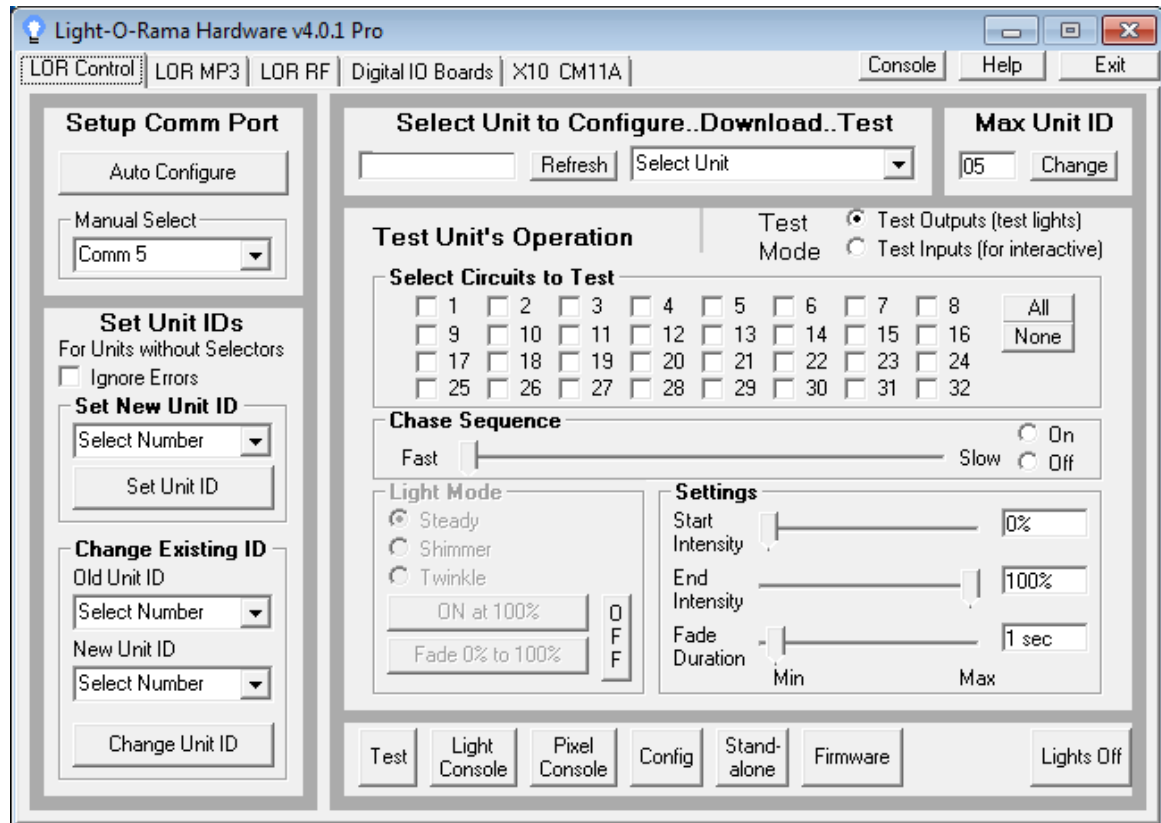 Light-O-Rama Hardware v4.0.1 Pro
LOR Control LOR MP3 LOR RF Digital IO Boards X10 CM11A Console Help Exit
Setup Comm Port
Auto Configure
Manual Select
Comm 5
Set Unit IDs
For Units without Selectors
Ignore Errors
Set New Unit ID
Select Number
Set Unit ID
Change Existing ID
Old Unit ID
Select Number
New Unit ID
Select Number
Change Unit ID
Select Unit to Configure..Download..Test
Refresh Select Unit
Max Unit ID
05 Change
Test Unit's Operation
Test
Mode
Test Outputs (test lights)
Test Inputs (for interactive)
Select Circuits to Test
1 2 3 4 5 6 7 8 All
9 10 11 12 13 14 15 16 None
17 18 19 20 21 22 23 24
25 26 27 28 29 30 31 32
Chase Sequence
Fast Slow
On
Off
Light Mode
Steady
Shimmer
Twinkle
ON at 100%
Fade 0% to 100%
O
F
F
Settings
Start
Intensity
0%
End
Intensity
100%
Fade
Duration
1 sec
Min Max
Test
Light
Console
Pixel
Console
Config
Stand-
alone
Firmware
Lights Off